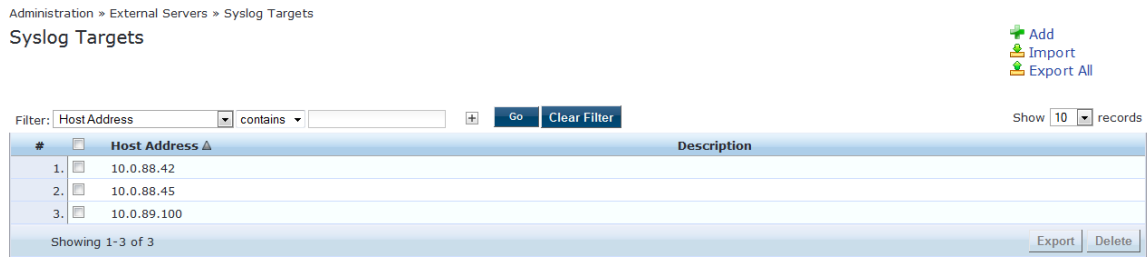 Administration » External Servers » Syslog Targets
Syslog Targets
Add
Import
Export All
Filter: Host Address contains Go Clear Filter Show 10 records
# Host Address Description
1. 10.0.88.42
2. 10.0.88.45
3. 10.0.89.100
Showing 1-3 of 3 Export Delete